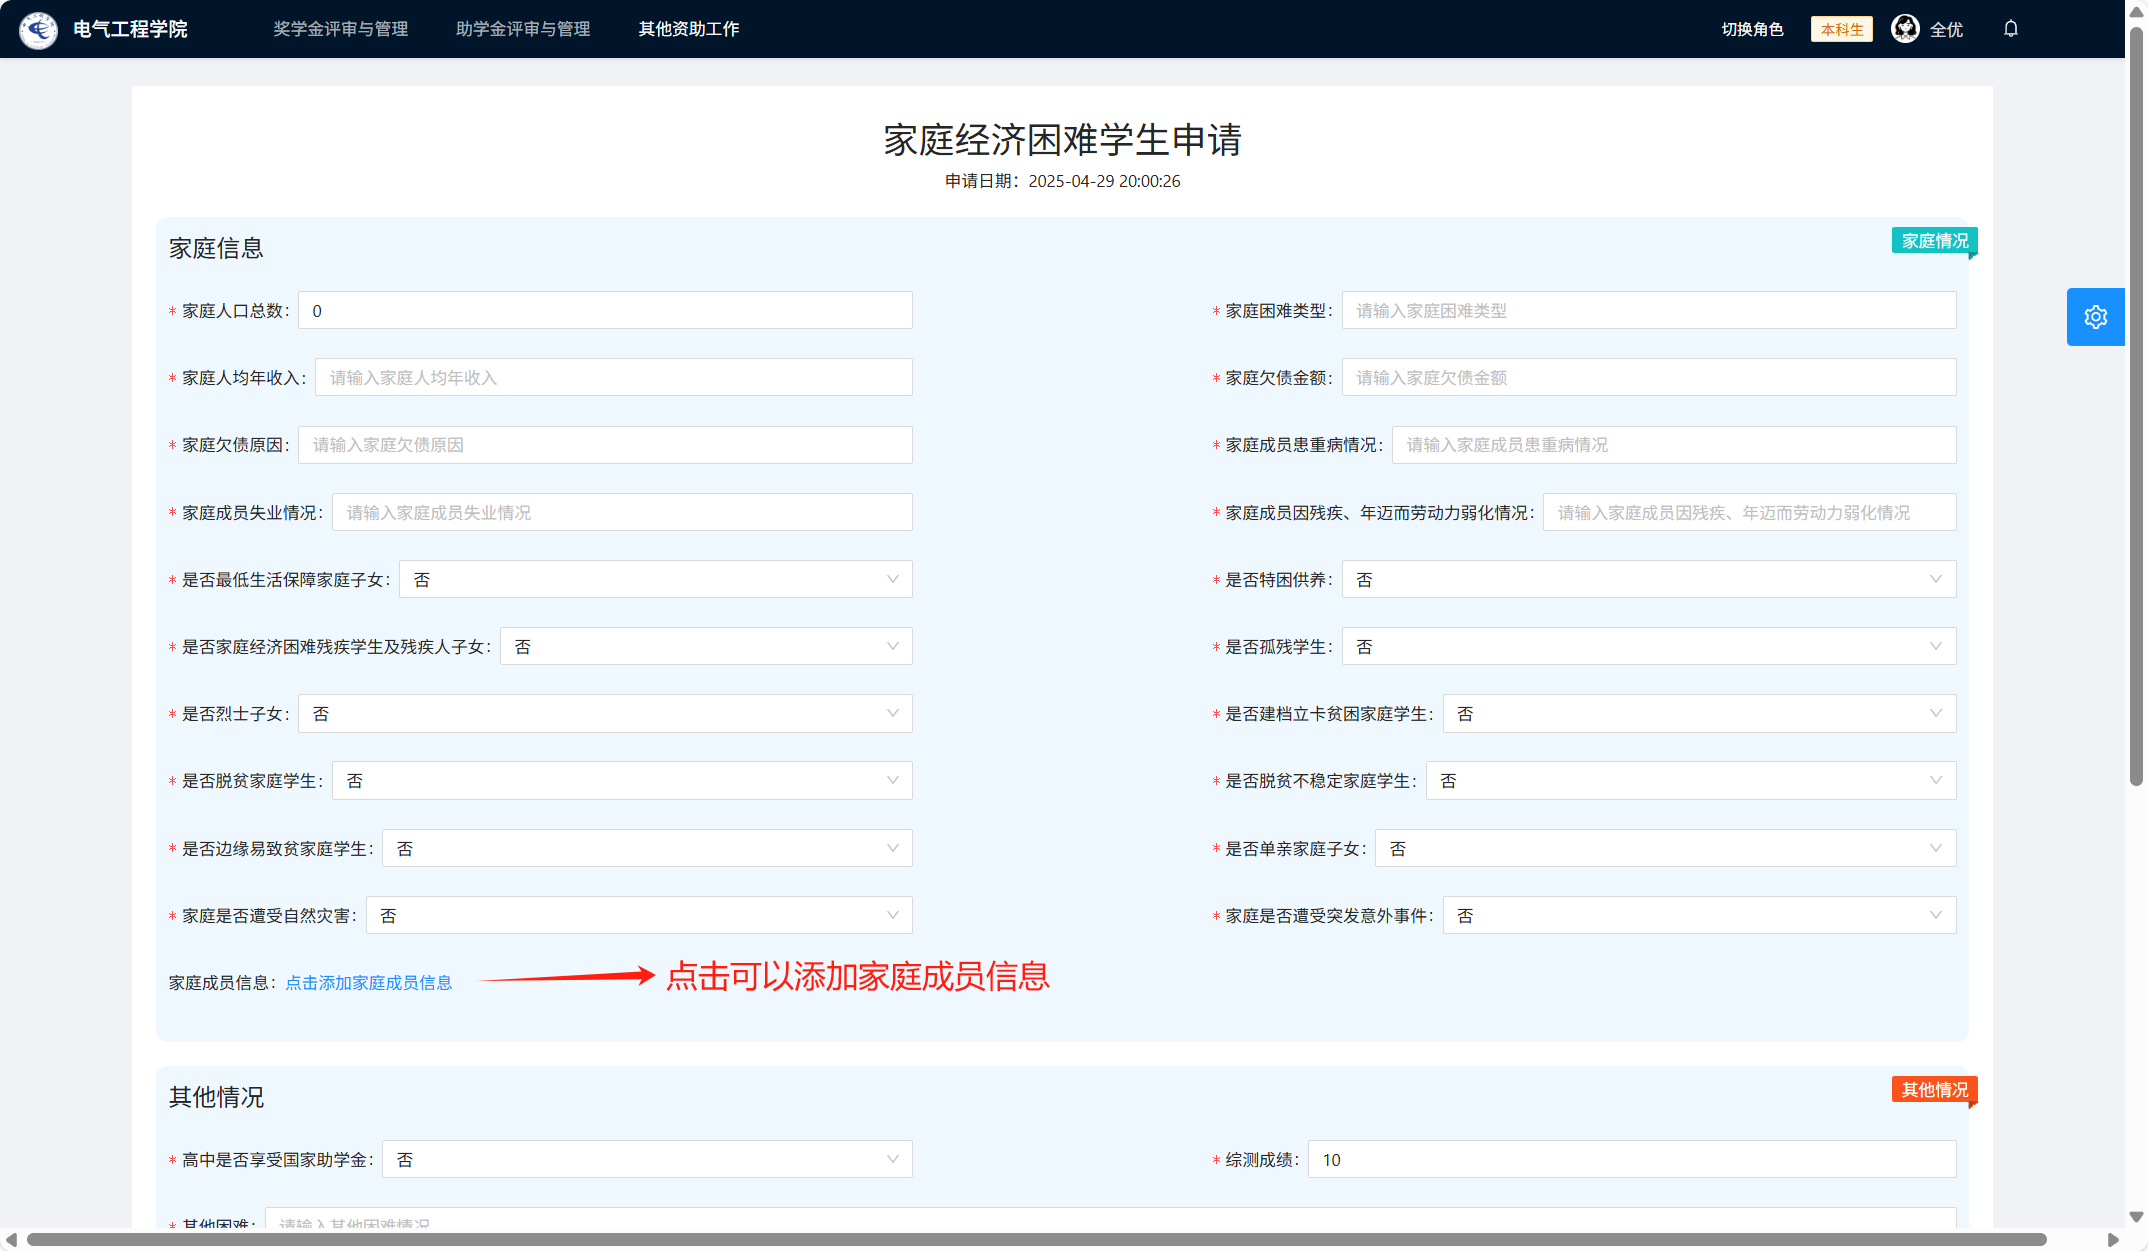 电气工程学院 奖学金评审与管理 助学金评审与管理 其他资助工作 切换角色 本科生 全优
家庭经济困难学生申请
申请日期：2025-04-29 20:00:26
家庭信息 家庭情况
* 家庭人口总数： 0 * 家庭困难类型： 请输入家庭困难类型
* 家庭人均年收入： 请输入家庭人均年收入 * 家庭欠债金额： 请输入家庭欠债金额
* 家庭欠债原因： 请输入家庭欠债原因 * 家庭成员患重病情况： 请输入家庭成员患重病情况
* 家庭成员失业情况： 请输入家庭成员失业情况 * 家庭成员因残疾、年迈而劳动力弱化情况： 请输入家庭成员因残疾、年迈而劳动力弱化情况
* 是否最低生活保障家庭子女： 否 * 是否特困供养： 否
* 是否家庭经济困难残疾学生及残疾人子女： 否 * 是否孤残学生： 否
* 是否烈士子女： 否 * 是否建档立卡贫困家庭学生： 否
* 是否脱贫家庭学生： 否 * 是否脱贫不稳定家庭学生： 否
* 是否边缘易致贫家庭学生： 否 * 是否单亲家庭子女： 否
* 家庭是否遭受自然灾害： 否 * 家庭是否遭受突发意外事件： 否
家庭成员信息： 点击添加家庭成员信息 点击可以添加家庭成员信息
其他情况 其他情况
* 高中是否享受国家助学金： 否 * 综测成绩： 10
* 其他困难： 请输入其他困难情况